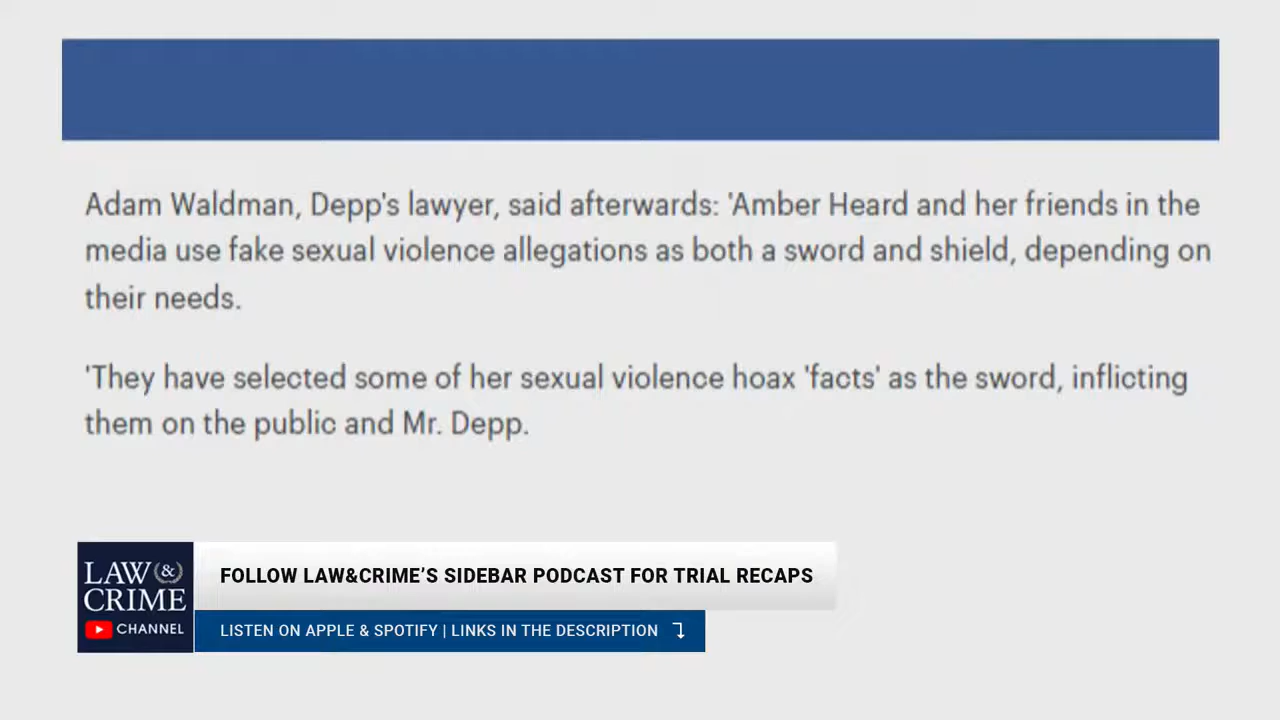 Adam Waldman, Depp's lawyer, said afterwards: 'Amber Heard and her friends in the
media use fake sexual violence allegations as both a sword and shield, depending on
their needs.
'They have selected some of her sexual violence hoax 'facts' as the sword, inflicting
them on the public and Mr. Depp.
LAW &
CRIME
CHANNEL
FOLLOW LAW&CRIME’S SIDEBAR PODCAST FOR TRIAL RECAPS
LISTEN ON APPLE & SPOTIFY | LINKS IN THE DESCRIPTION